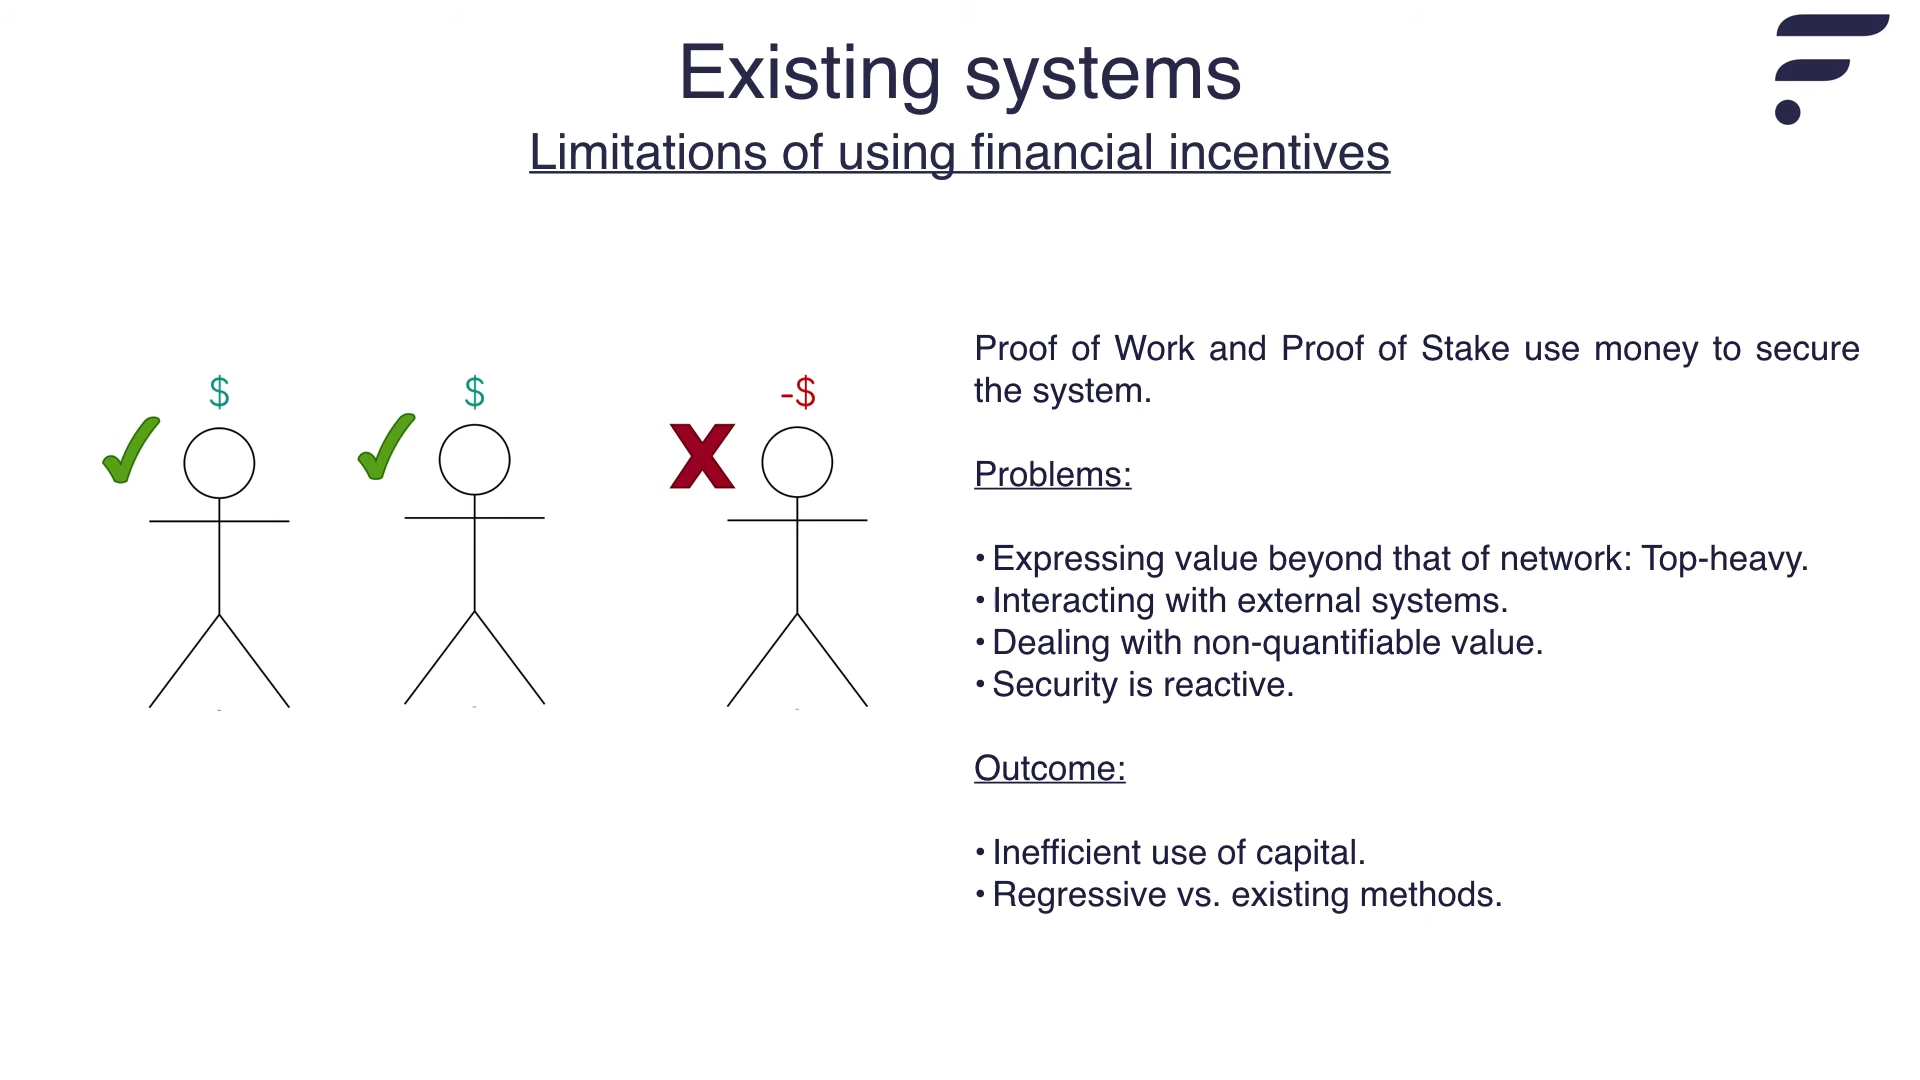 Existing systems
Limitations of using financial incentives
$
$
-$
Proof of Work and Proof of Stake use money to secure
the system.
Problems:
• Expressing value beyond that of network: Top-heavy.
• Interacting with external systems.
• Dealing with non-quantifiable value.
• Security is reactive.
Outcome:
• Inefficient use of capital.
• Regressive vs. existing methods.